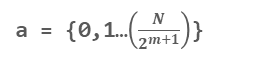 a = {0,1…(N/2^{m+1})}